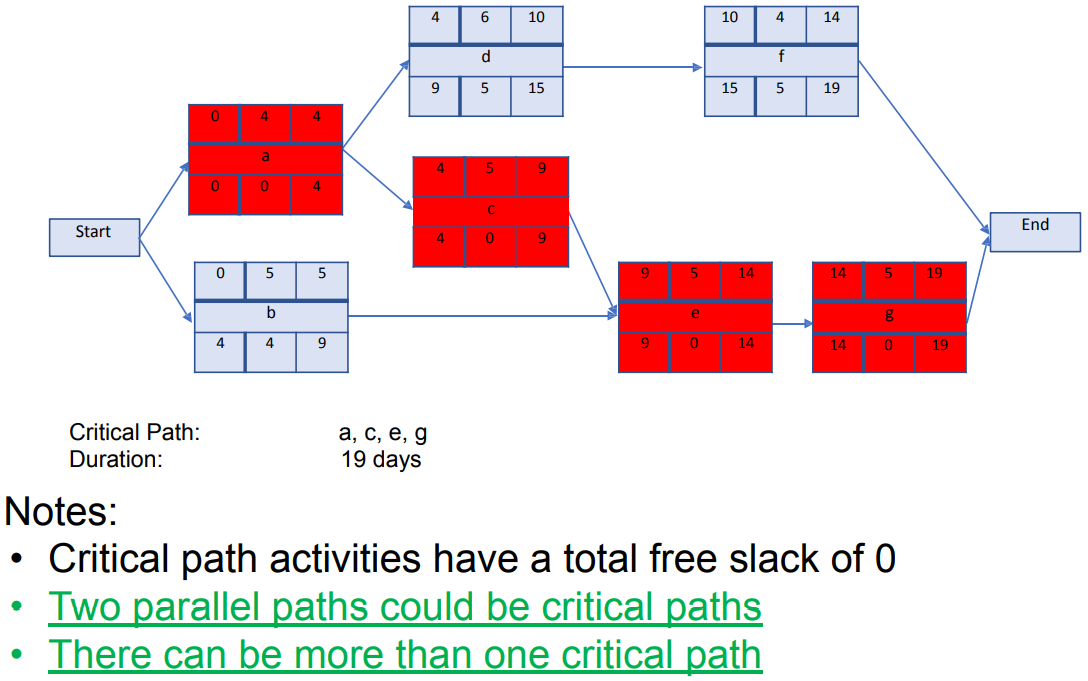 4 6 10
d
9 5 15
10 4 14
f
15 5 19
0 4 4
a
0 0 4
4 5 9
c
4 0 9
Start
End
0 5 5
b
4 4 9
9 5 14
e
9 0 14
14 5 19
g
14 0 19
Critical Path: a, c, e, g
Duration: 19 days
Notes:
• Critical path activities have a total free slack of 0
• Two parallel paths could be critical paths
• There can be more than one critical path